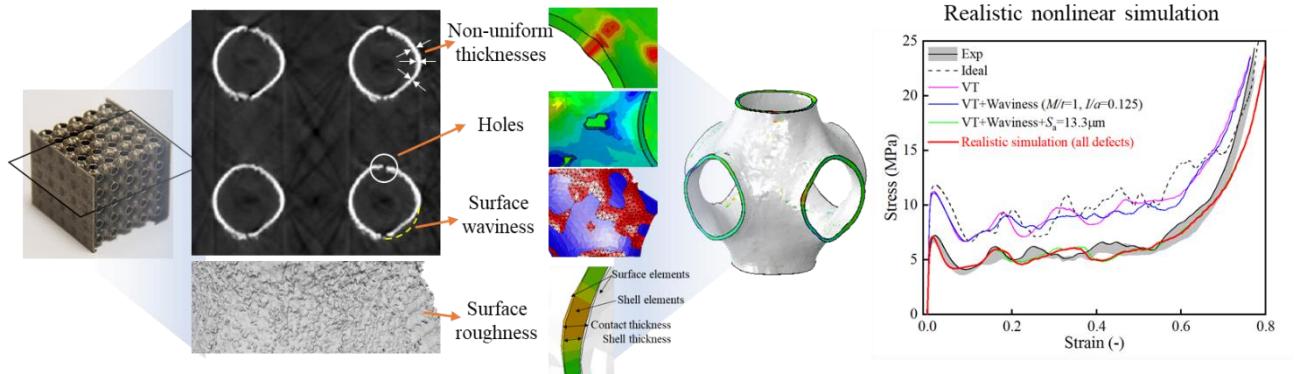 Non-uniform
thicknesses
Holes
Surface
waviness
Surface
roughness
Surface elements
Shell elements
Contact thickness
Shell thickness
Realistic nonlinear simulation
Stress (MPa)
25
20
15
10
5
0
Exp
Ideal
VT
VT+Waviness (M/r=1, I/a=0.125)
VT+Waviness+Sa=13.3μm
Realistic simulation (all defects)
0.0 0.2 0.4 0.6 0.8
Strain (-)